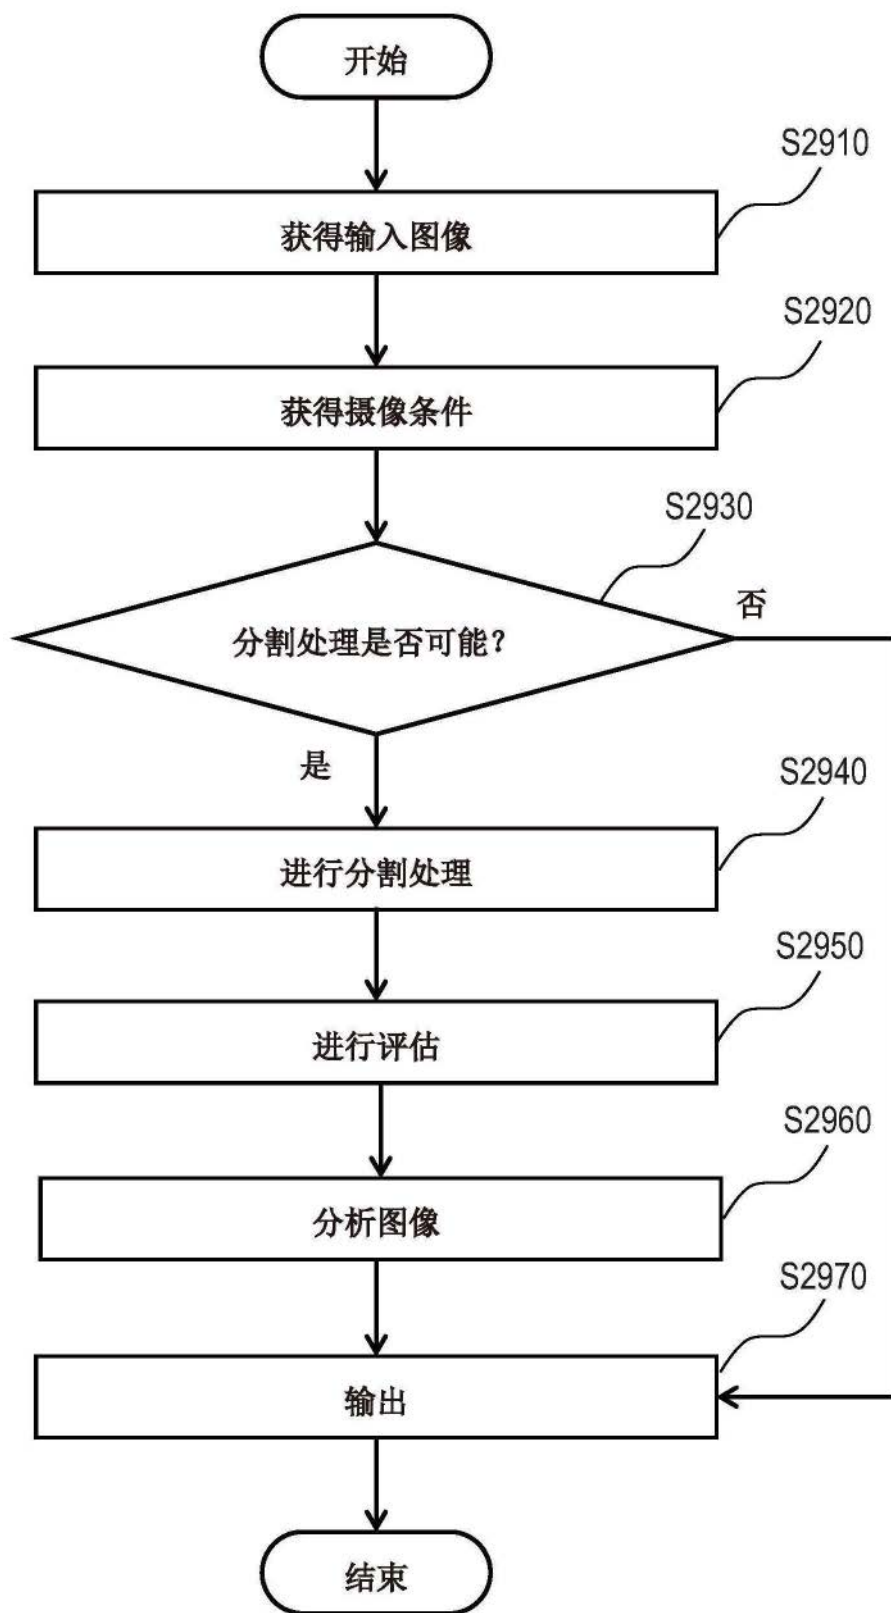 开始
S2910
获得输入图像
S2920
获得摄像条件
S2930
否
分割处理是否可能？
是
S2940
进行分割处理
S2950
进行评估
S2960
分析图像
S2970
输出
结束